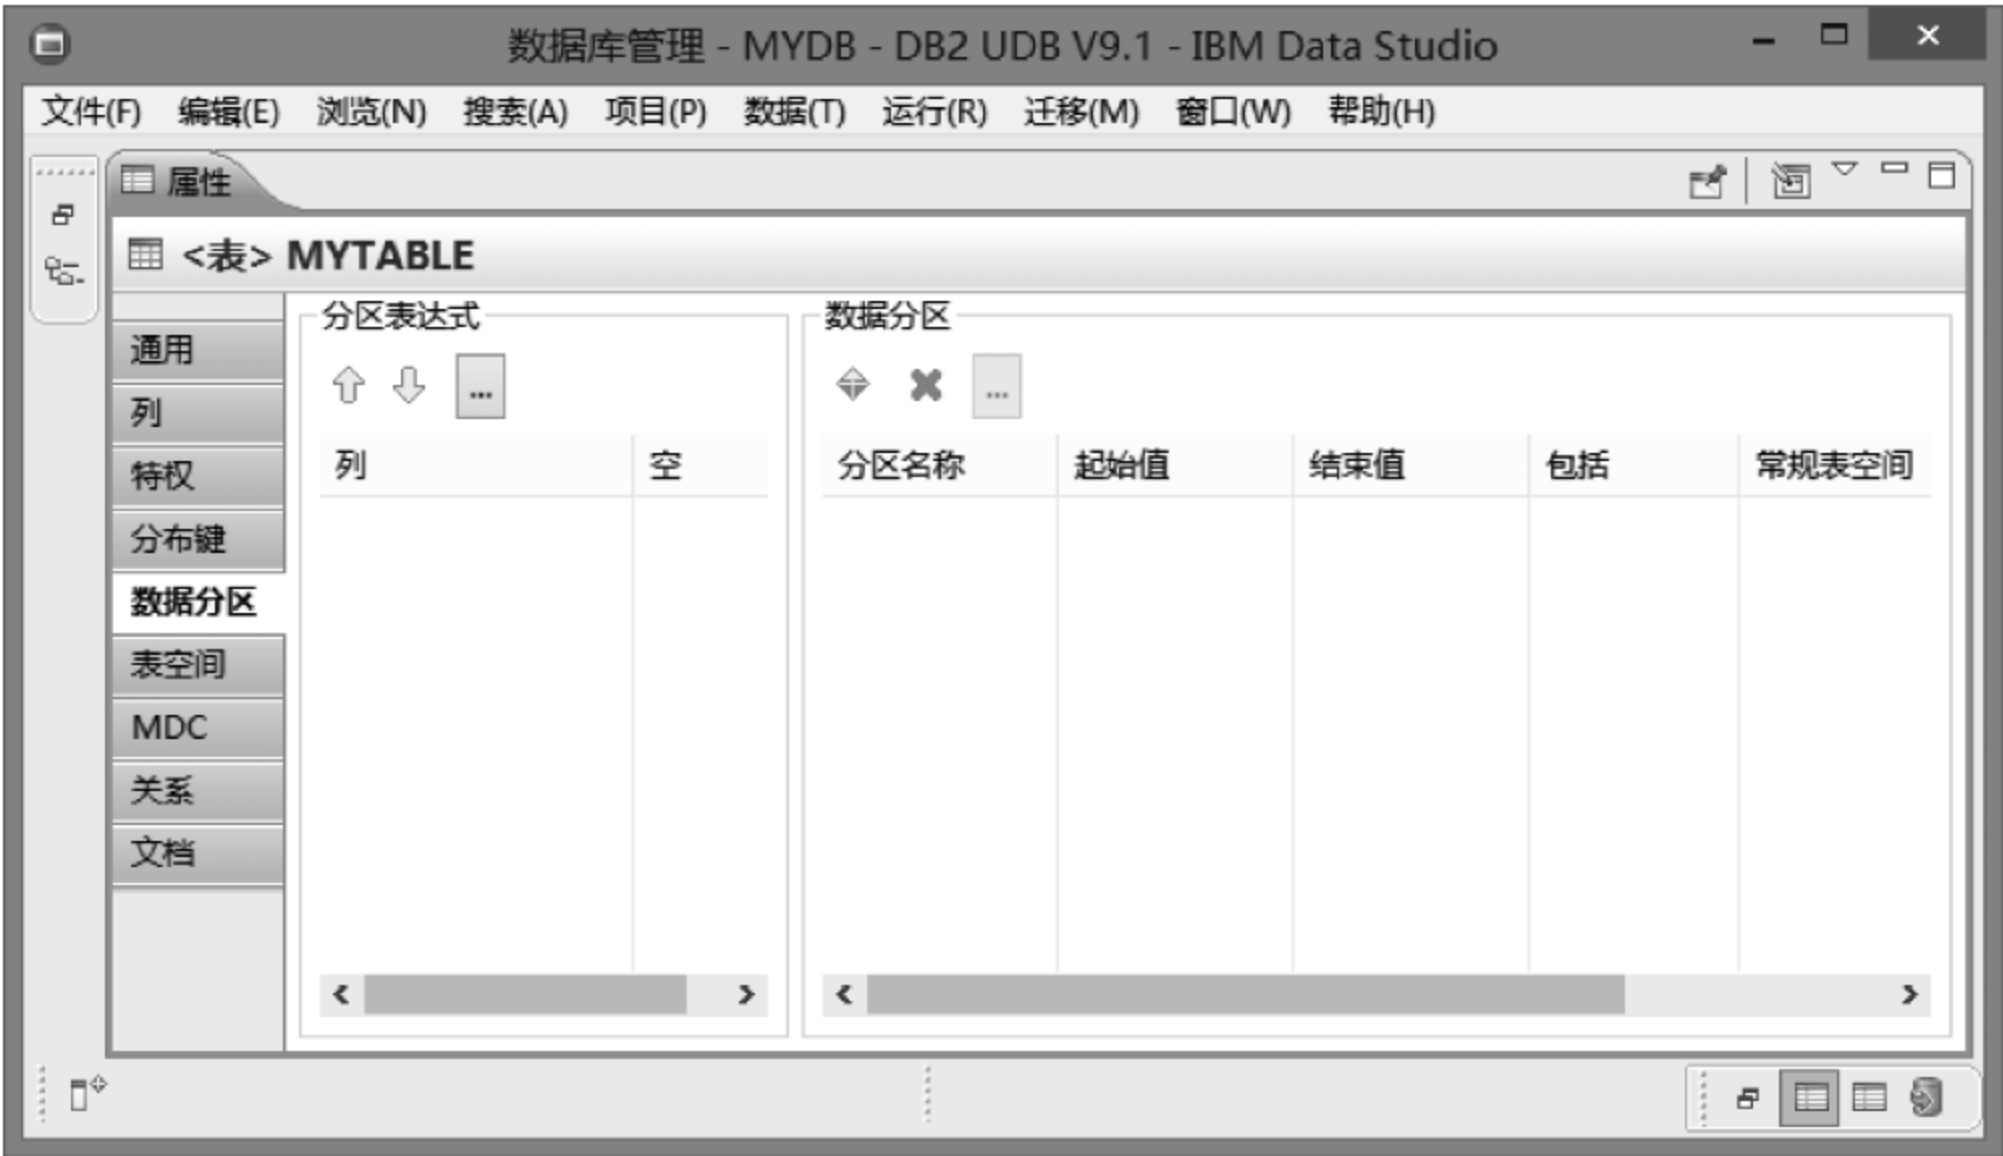 数据库管理 - MYDB - DB2 UDB V9.1 - IBM Data Studio
文件(F) 编辑(E) 浏览(N) 搜索(A) 项目(P) 数据(T) 运行(R) 迁移(M) 窗口(W) 帮助(H)
属性
<表> MYTABLE
通用
列
特权
分布键
数据分区
表空间
MDC
关系
文档
分区表达式
...
列 空
数据分区
...
分区名称 起始值 结束值 包括 常规表空间